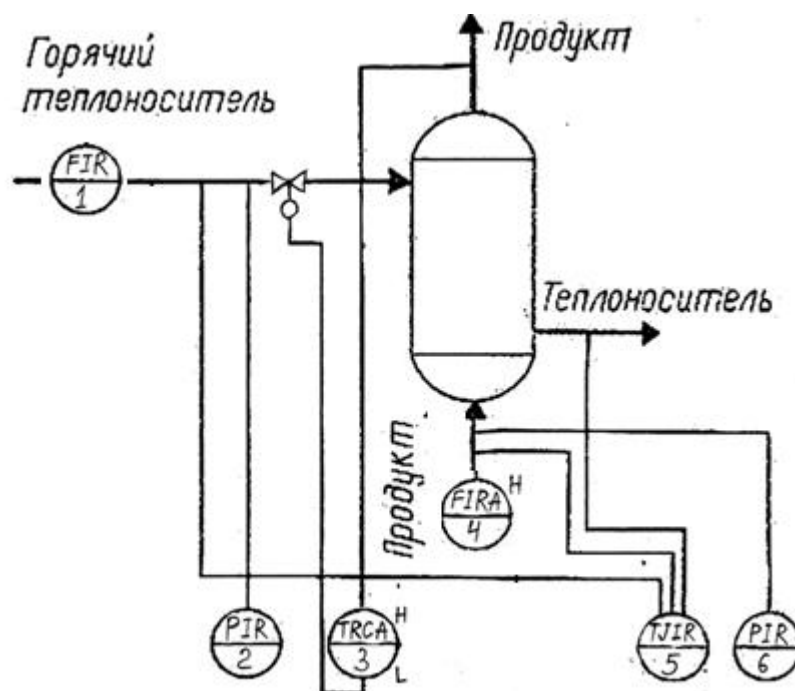 Продукт
Горячий
теплоноситель
FIR
1
Теплоноситель
Продукт
FIRA
4
H
PIR
2
TRCA
3
H
L
TJIR
5
PIR
6